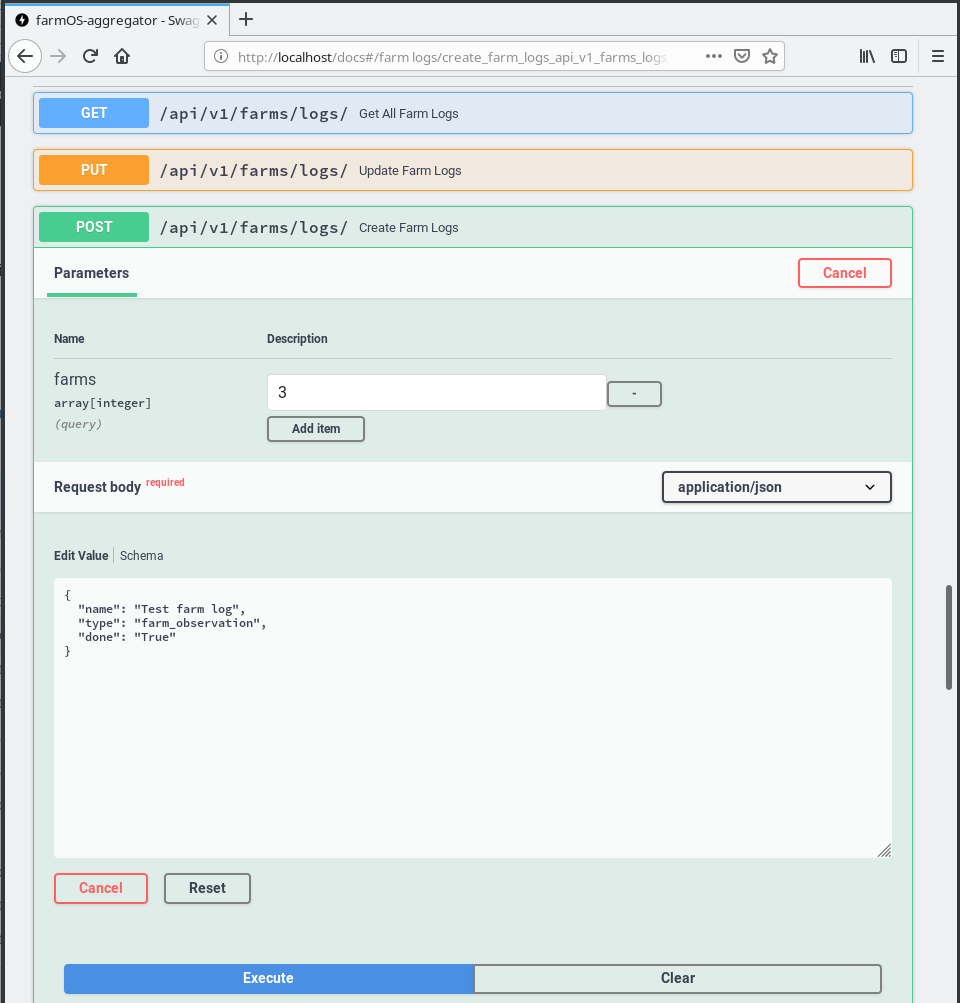 farmOS-aggregator - Swag
http://localhost/docs#/farm logs/create_farm_logs_api_v1_farms_logs
GET /api/v1/farms/logs/ Get All Farm Logs
PUT /api/v1/farms/logs/ Update Farm Logs
POST /api/v1/farms/logs/ Create Farm Logs
Parameters Cancel
Name Description
farms 3 -
array[integer]
(query) Add item
Request body required application/json
Edit Value Schema
{
"name": "Test farm log",
"type": "farm_observation",
"done": "True"
}
Cancel Reset
Execute Clear